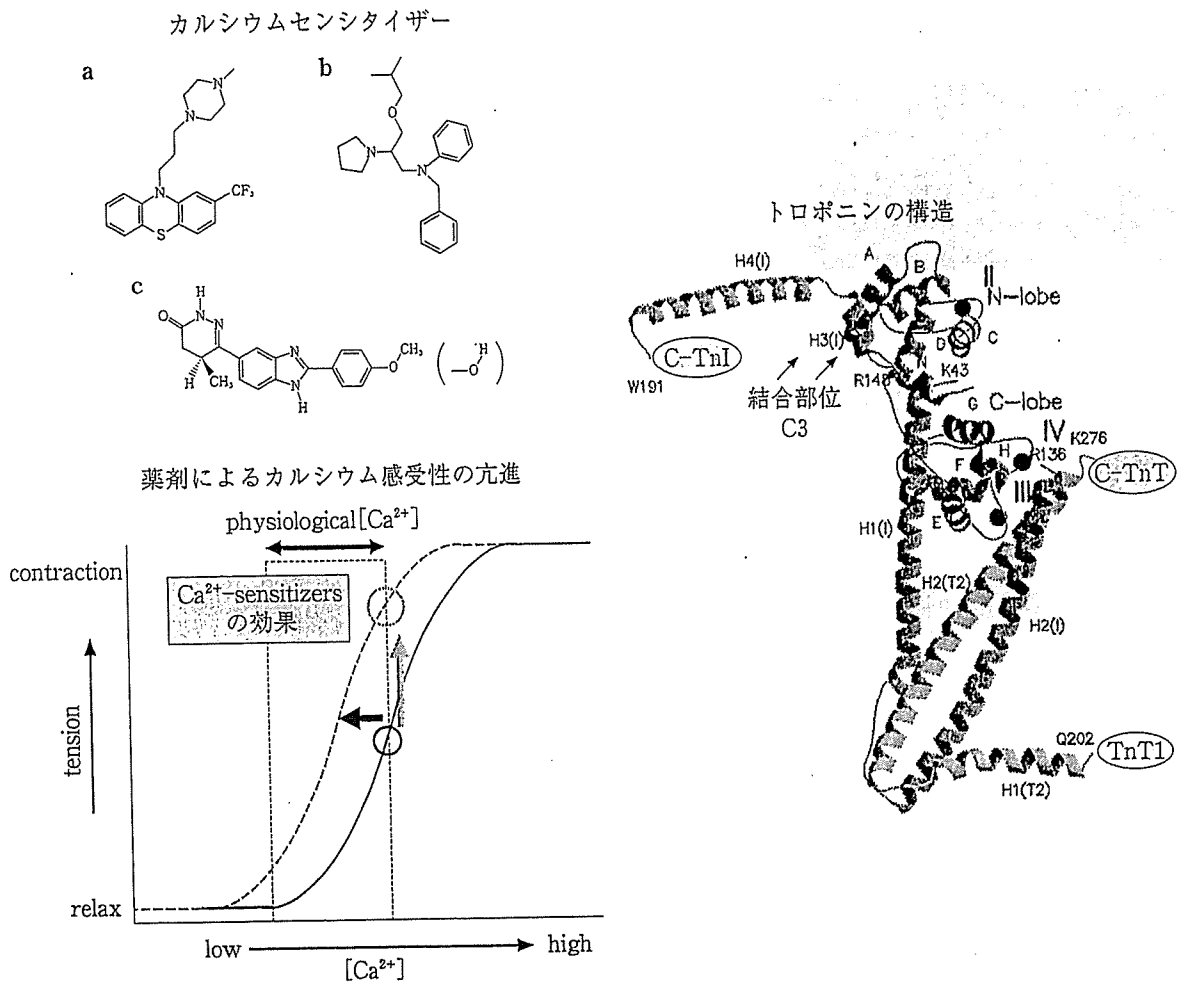 カルシウムセンシタイザー
a
N
N
N
CF₃
S
b
O
N
N
c
H
N
N
O
H
CH₃
N
N
H
O
CH₃
( —O H )
薬剤によるカルシウム感受性の亢進
physiological[Ca²⁺]
contraction
Ca²⁺-sensitizers
の効果
tension
relax
low
high
[Ca²⁺]
トロポニンの構造
H4(I)
A
B
II
N-lobe
C
D
N
H3(I)
C-TnI
W191
K43
結合部位
C3
G
C-lobe
IV
K276
R136
C-TnT
F
H
III
E
H1(I)
H2(T2)
H2(I)
Q202
TnT1
H1(T2)